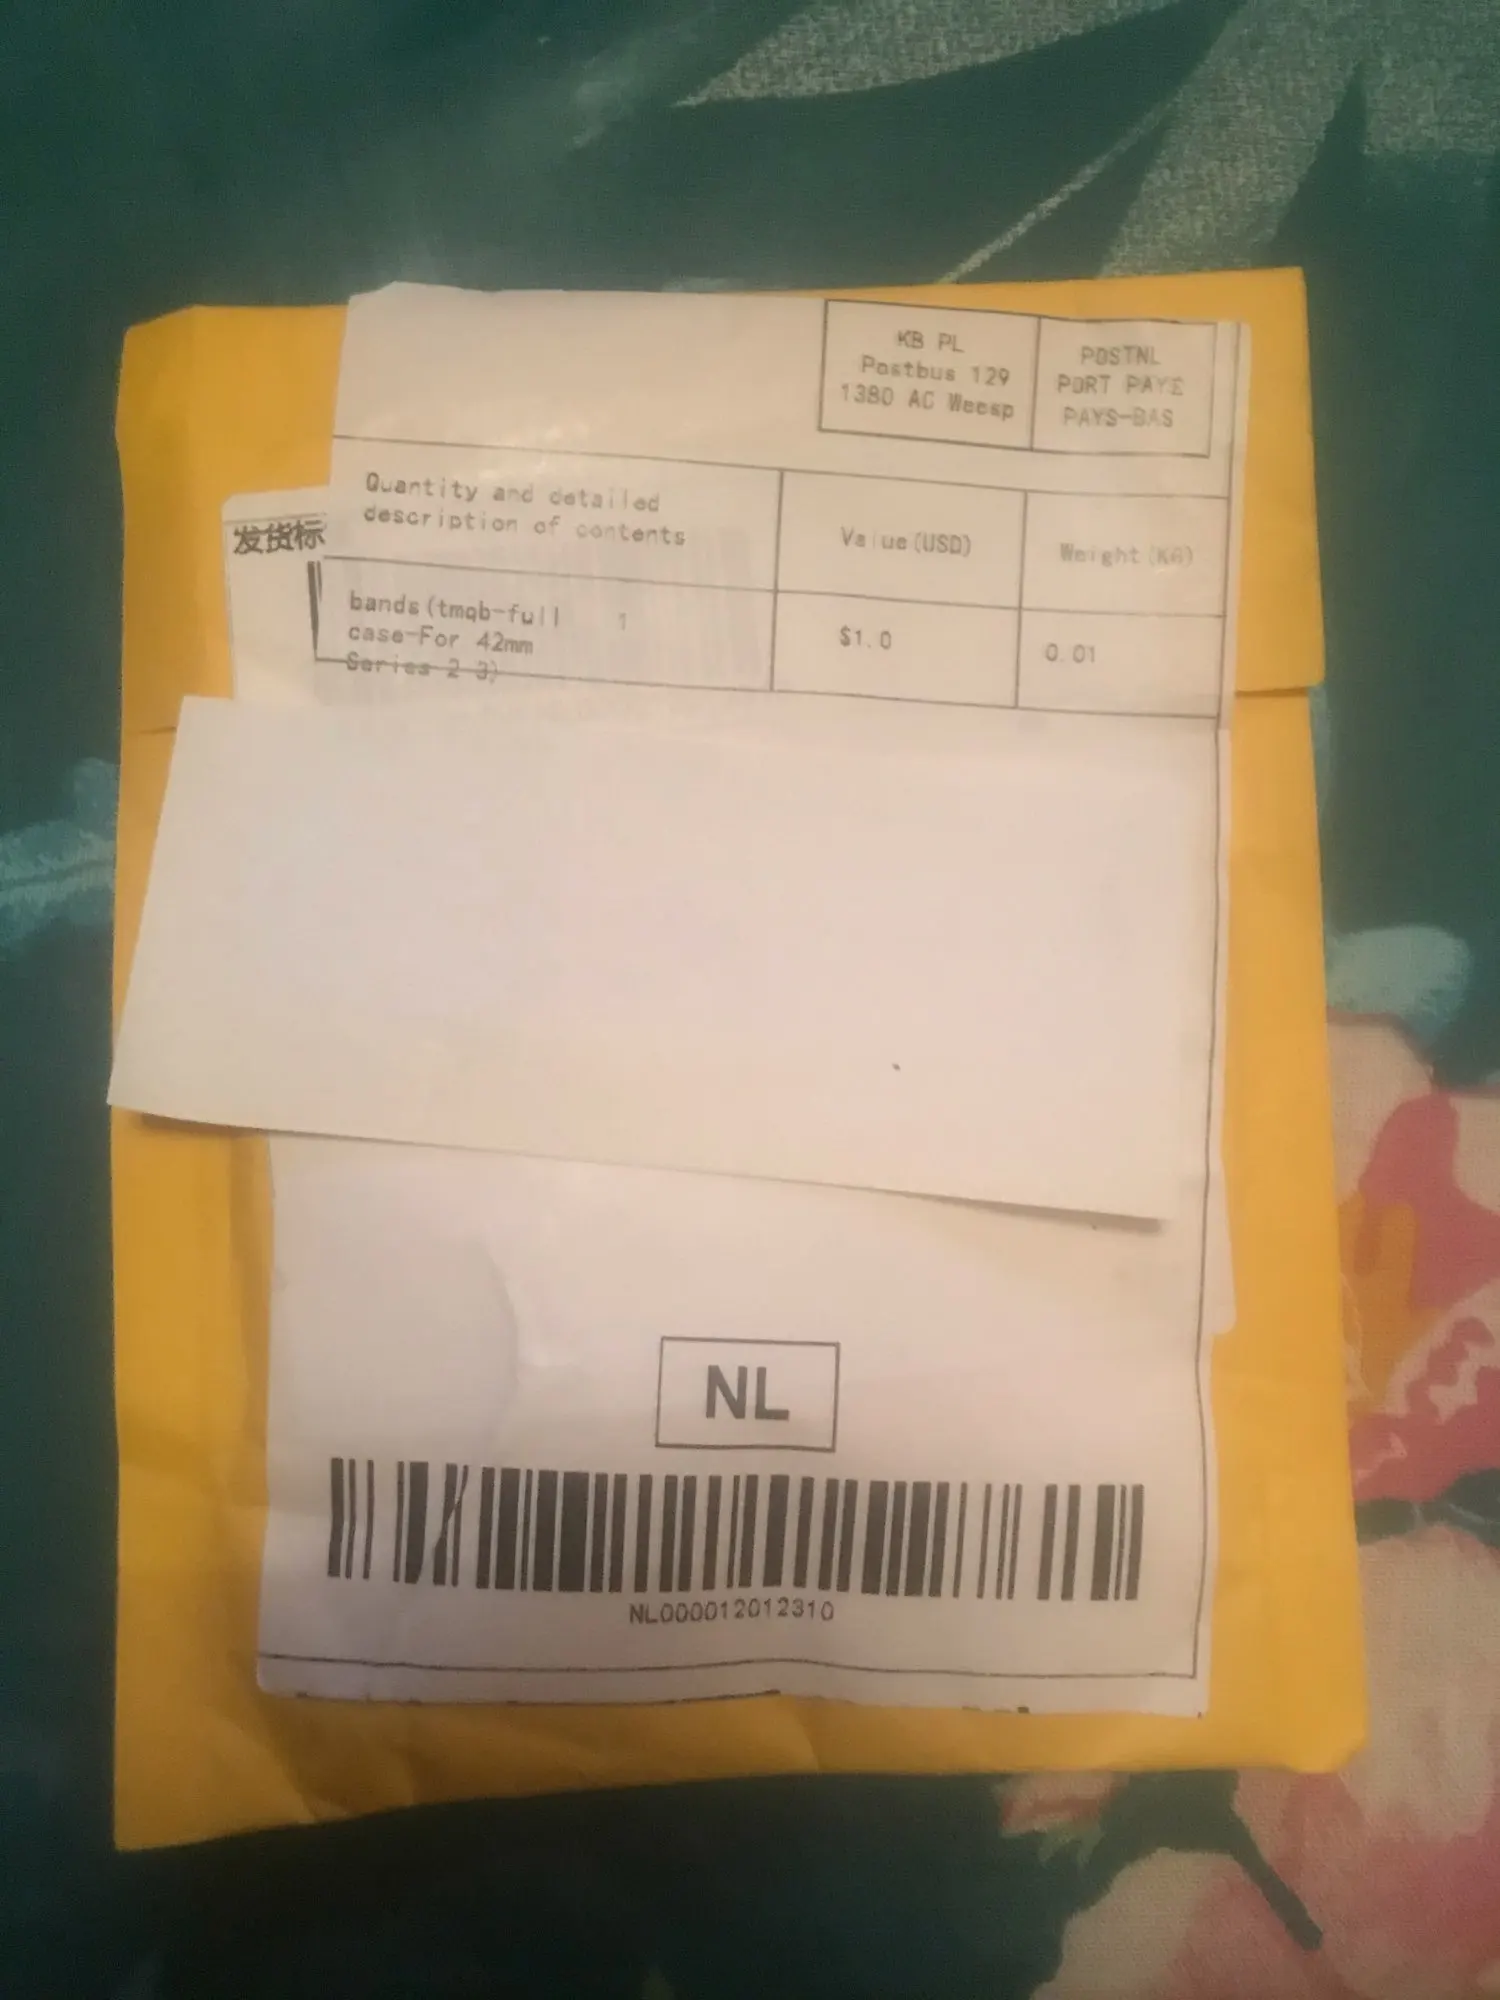 KB PL
Postbus 129
1380 AC Weesp
POSTNL
PORT PAYE
PAYS-BAS
Quantity and detailed
description of contents
Value(USD)
Weight(KG)
发货标
bands(tmqb-full
case-For 42mm
Series 2 3)
1
$1.0
0.01
NL
NL000012012310